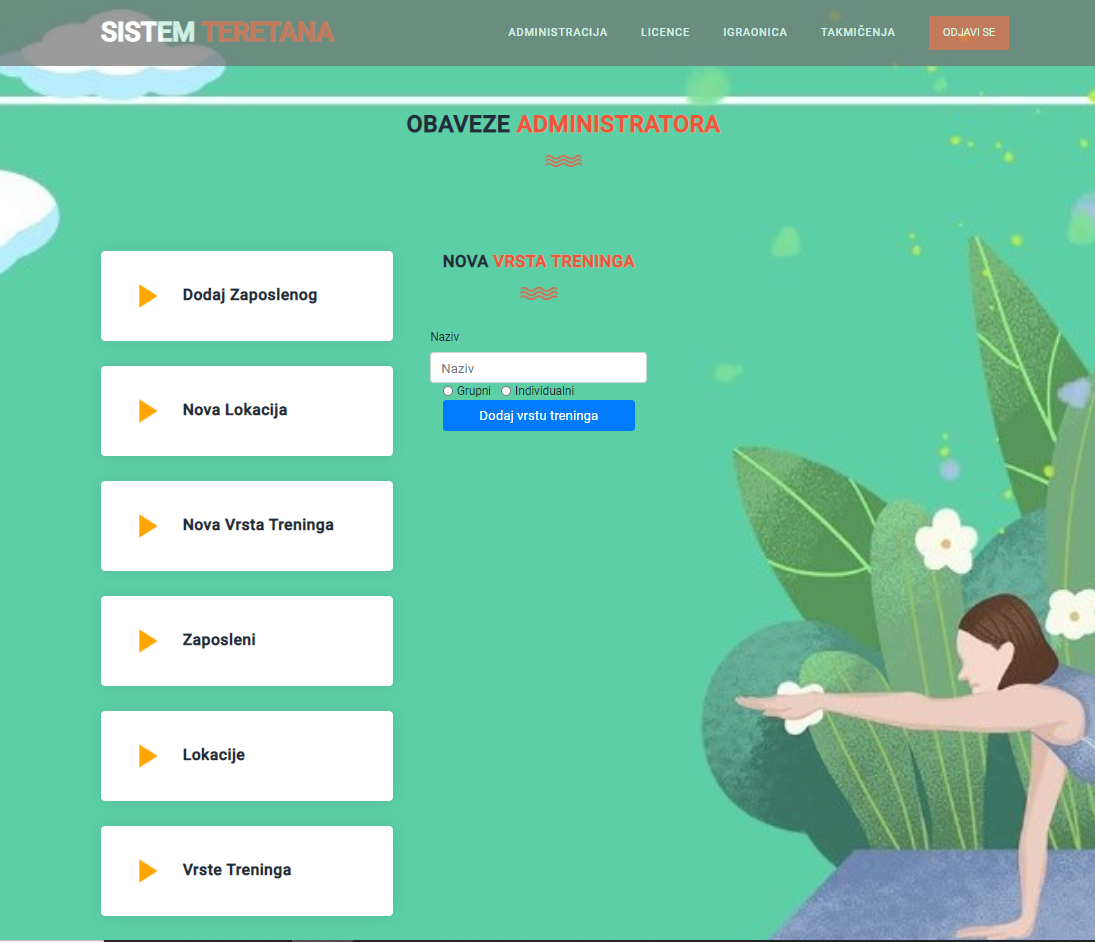 SISTEM TERETANA
ADMINISTRACIJA LICENCE IGRAONICA TAKMIČENJA ODJAVI SE
OBAVEZE ADMINISTRATORA
Dodaj Zaposlenog
Nova Lokacija
Nova Vrsta Treninga
Zaposleni
Lokacije
Vrste Treninga
NOVA VRSTA TRENINGA
Naziv
Naziv
Grupni Individualni
Dodaj vrstu treninga